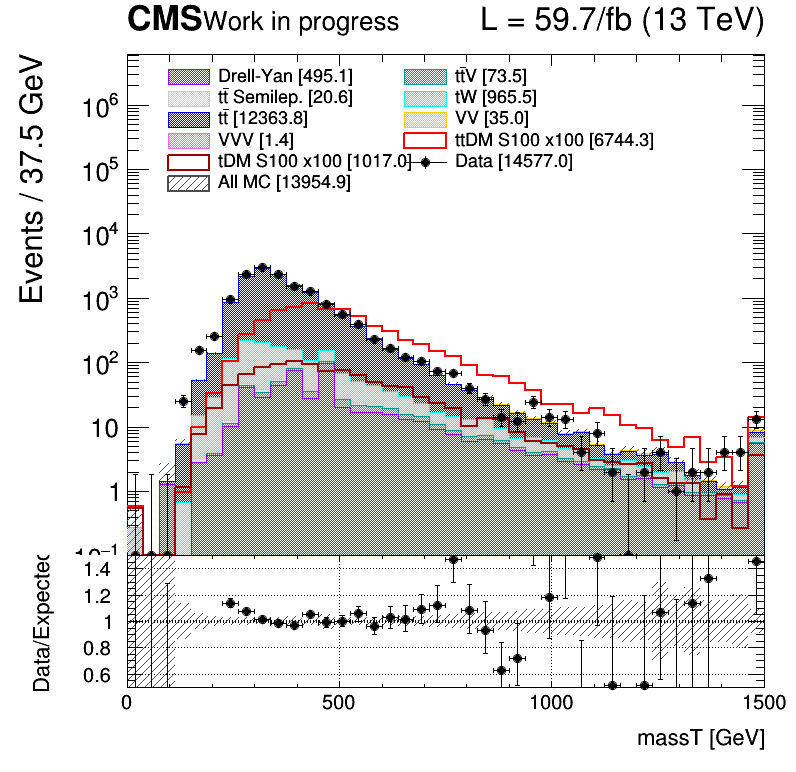 CMS Work in progress L = 59.7/fb (13 TeV)
Events / 37.5 GeV
Drell-Yan [495.1] tt̄V [73.5]
tt̄ Semilep. [20.6] tW [965.5]
tt̄ [12363.8] VV [35.0]
VVV [1.4] ttDM S100 x100 [6744.3]
tDM S100 x100 [1017.0] Data [14577.0]
All MC [13954.9]
10⁶
10⁵
10⁴
10³
10²
10
1
10⁻¹
Data/Expected
1.4
1.2
1
0.8
0.6
0 500 1000 1500
massT [GeV]